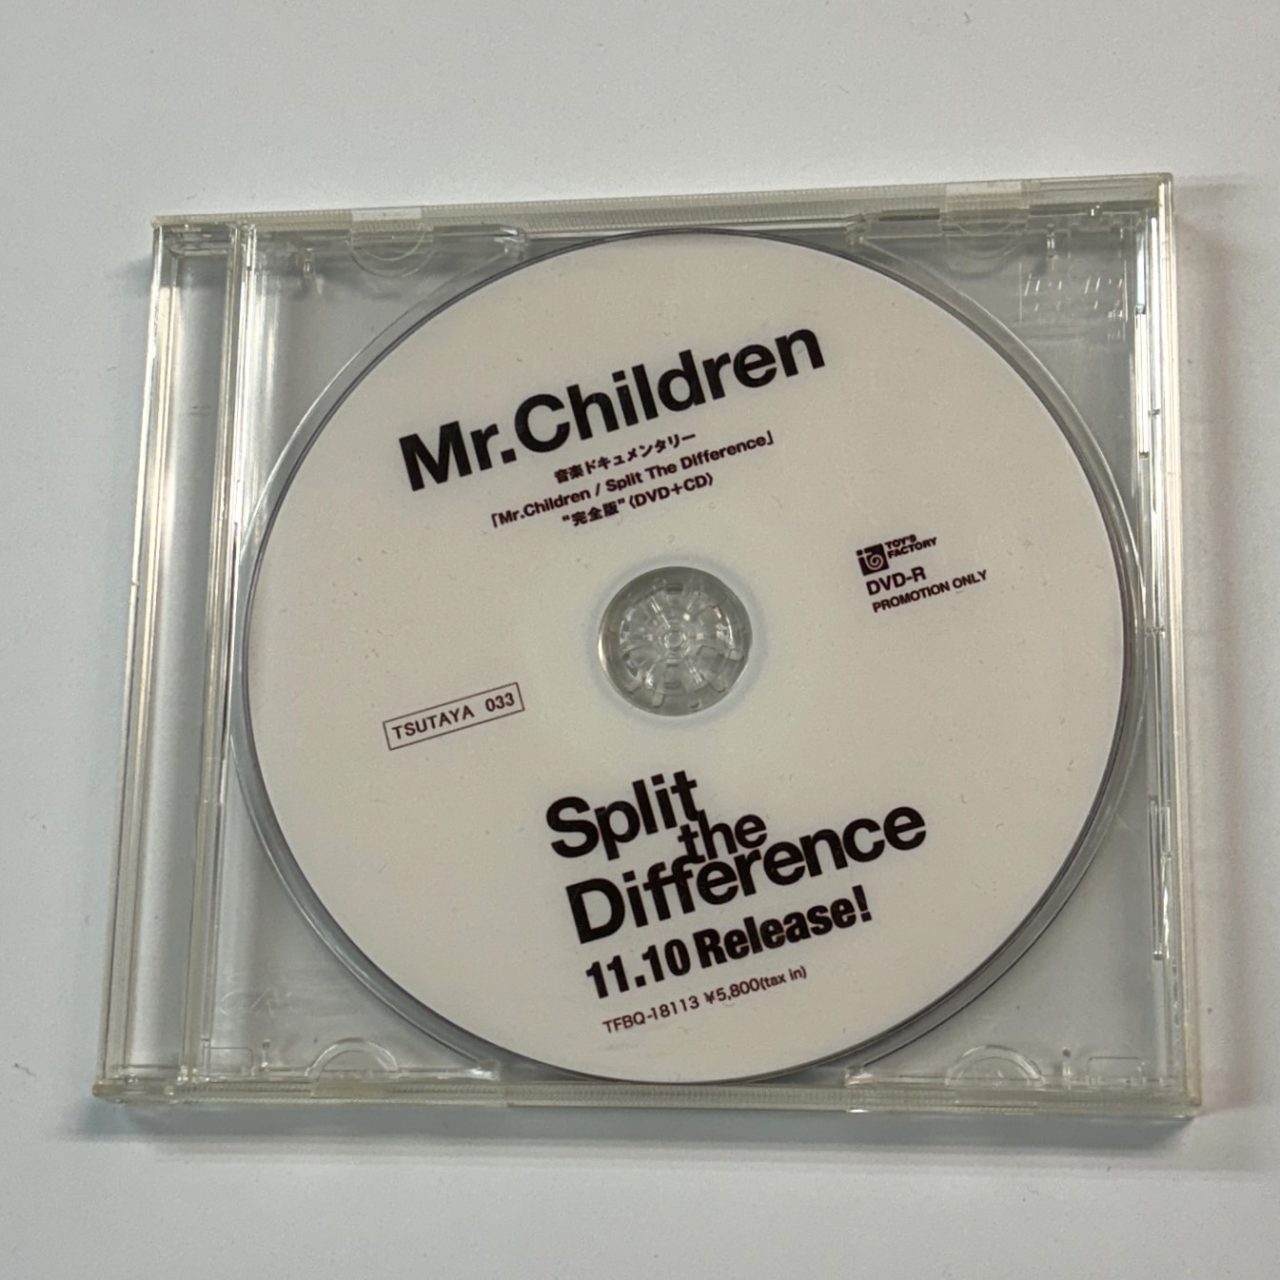 Mr.Children
音楽ドキュメンタリー
「Mr.Children / Split The Difference」
“完全版”（DVD+CD）
TOY'S
FACTORY
DVD-R
PROMOTION ONLY
TSUTAYA 033
Split
the
Difference
11.10 Release!
TFBQ-18113 ¥5,800(tax in)